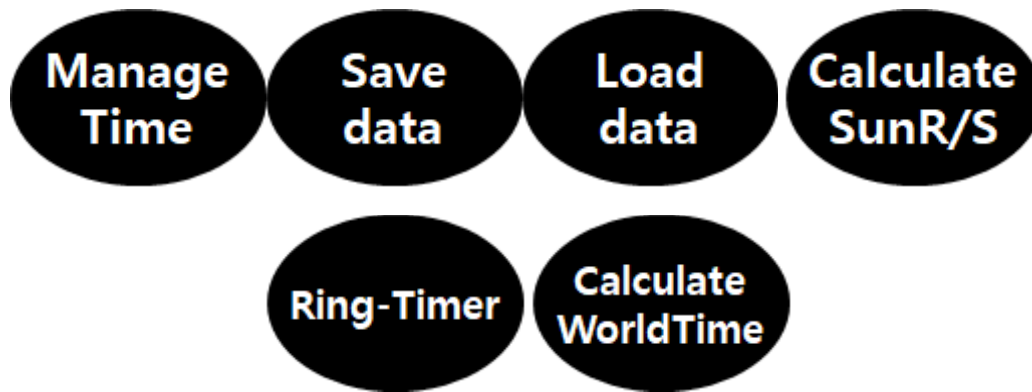 Manage
Time
Save
data
Load
data
Calculate
SunR/S
Ring-Timer
Calculate
WorldTime